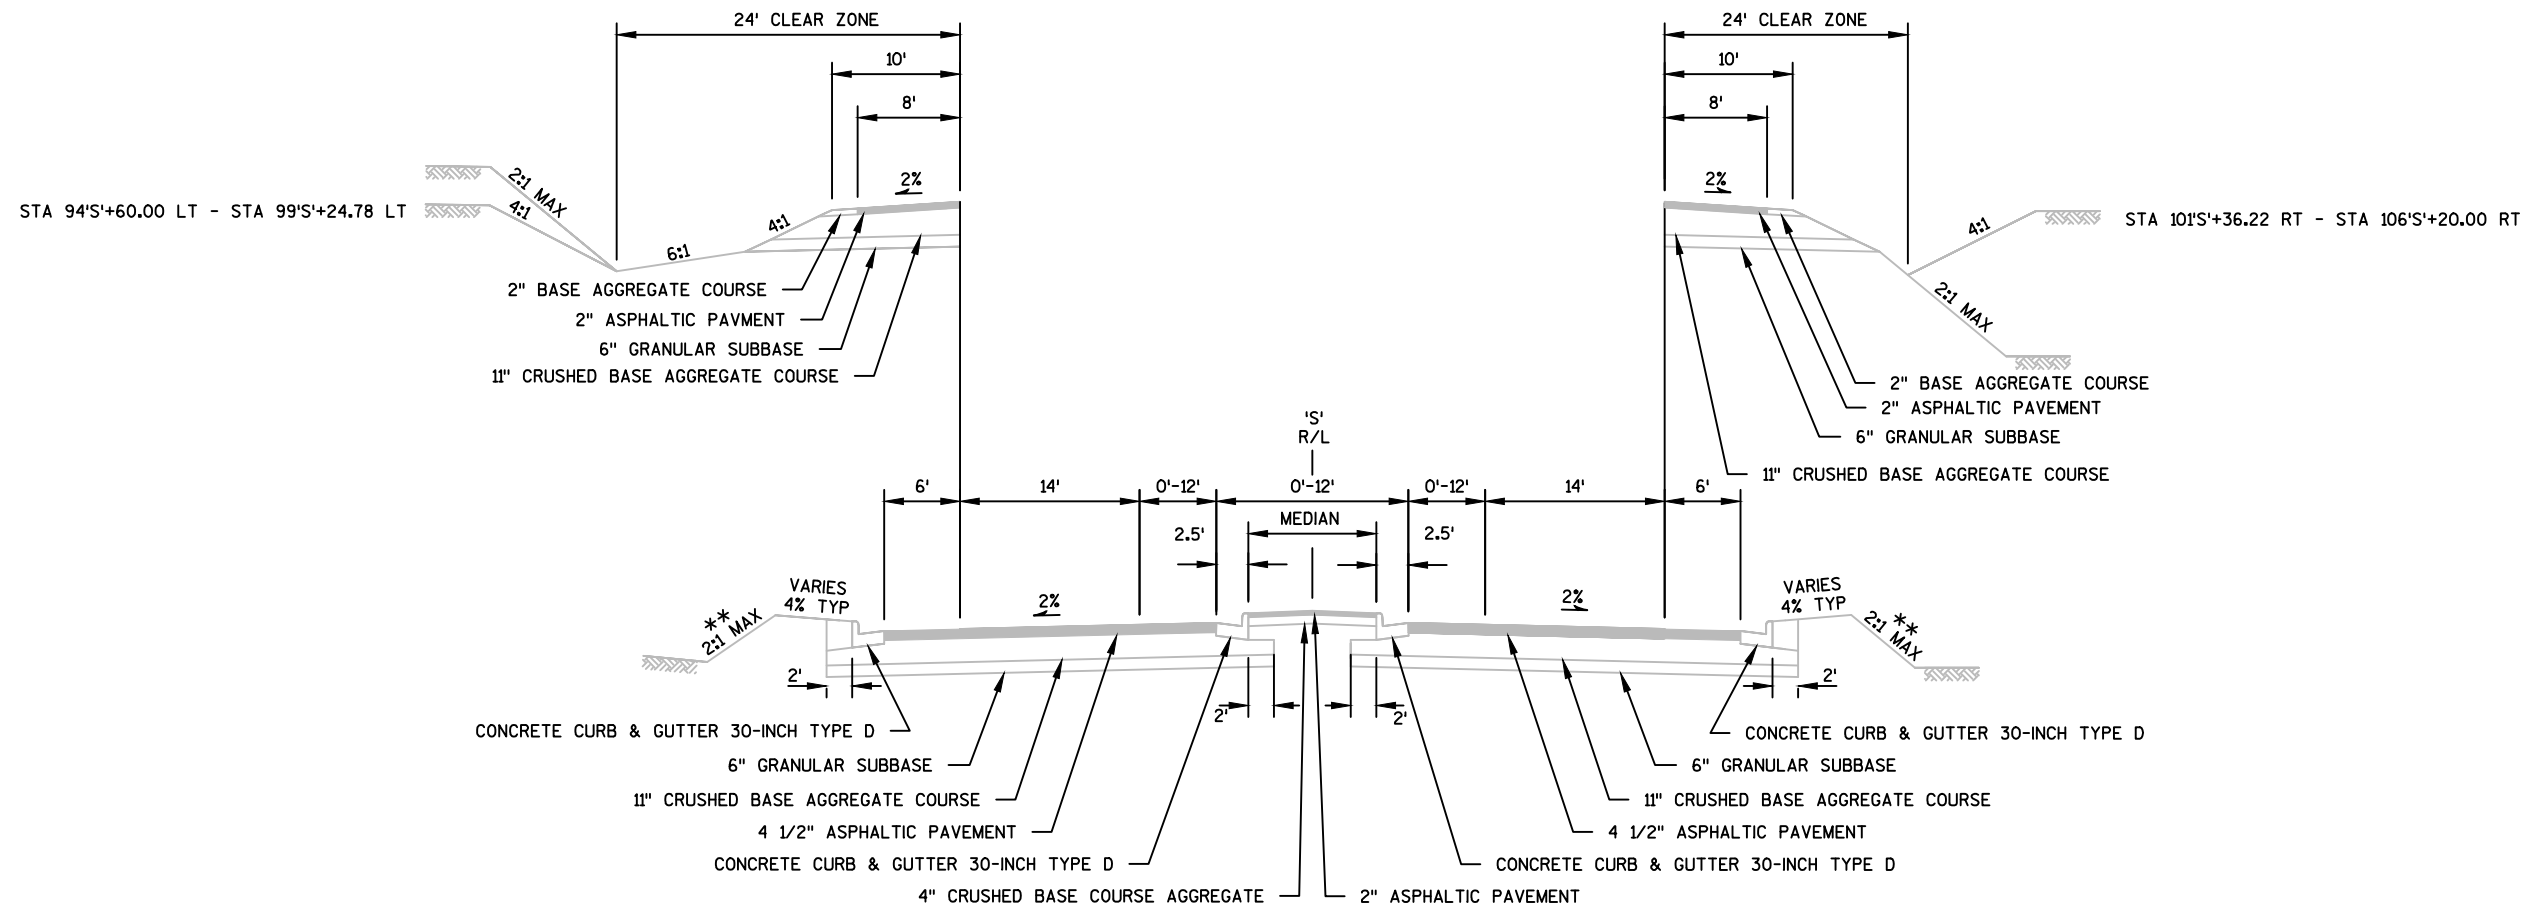 24' CLEAR ZONE
24' CLEAR ZONE
10'
10'
8'
8'
2%
2%
2:1 MAX
4:1
4:1
6:1
4:1
2:1 MAX
STA 94'S'+60.00 LT - STA 99'S'+24.78 LT
STA 101'S'+36.22 RT - STA 106'S'+20.00 RT
2" BASE AGGREGATE COURSE
2" ASPHALTIC PAVMENT
6" GRANULAR SUBBASE
11" CRUSHED BASE AGGREGATE COURSE
2" BASE AGGREGATE COURSE
2" ASPHALTIC PAVEMENT
6" GRANULAR SUBBASE
11" CRUSHED BASE AGGREGATE COURSE
'S'
R/L
6'
14'
0'-12'
0'-12'
0'-12'
14'
6'
MEDIAN
2.5'
2.5'
VARIES
4% TYP
2%
2%
VARIES
4% TYP
**
2:1 MAX
**
2:1 MAX
2'
2'
2'
2'
CONCRETE CURB & GUTTER 30-INCH TYPE D
6" GRANULAR SUBBASE
11" CRUSHED BASE AGGREGATE COURSE
4 1/2" ASPHALTIC PAVEMENT
CONCRETE CURB & GUTTER 30-INCH TYPE D
4" CRUSHED BASE COURSE AGGREGATE
CONCRETE CURB & GUTTER 30-INCH TYPE D
6" GRANULAR SUBBASE
11" CRUSHED BASE AGGREGATE COURSE
4 1/2" ASPHALTIC PAVEMENT
CONCRETE CURB & GUTTER 30-INCH TYPE D
2" ASPHALTIC PAVEMENT